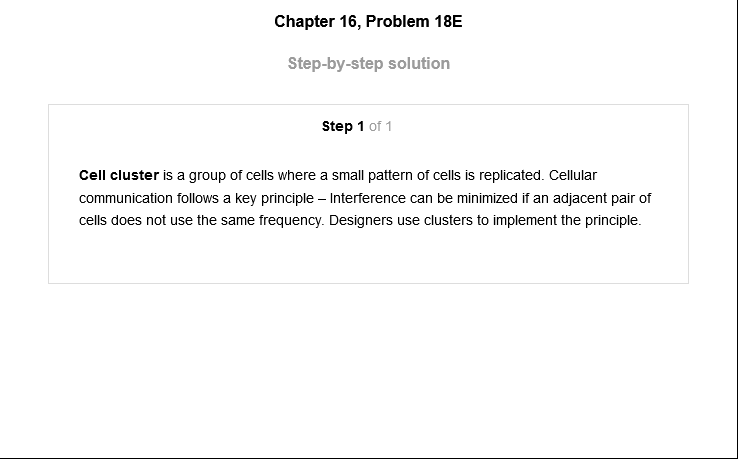 Chapter 16, Problem 18E
Step-by-step solution
Step 1 of 1
Cell cluster is a group of cells where a small pattern of cells is replicated. Cellular
communication follows a key principle – Interference can be minimized if an adjacent pair of
cells does not use the same frequency. Designers use clusters to implement the principle.